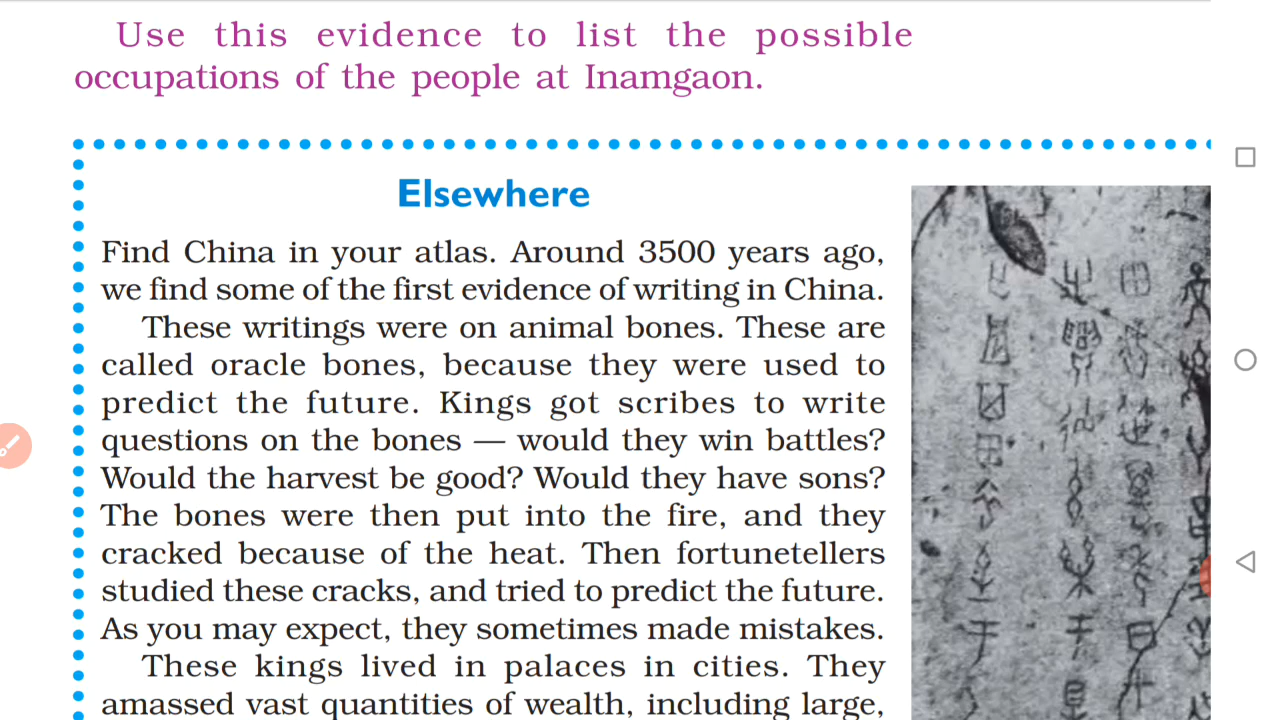 Use this evidence to list the possible
occupations of the people at Inamgaon.
Elsewhere
Find China in your atlas. Around 3500 years ago,
we find some of the first evidence of writing in China.
These writings were on animal bones. These are
called oracle bones, because they were used to
predict the future. Kings got scribes to write
questions on the bones — would they win battles?
Would the harvest be good? Would they have sons?
The bones were then put into the fire, and they
cracked because of the heat. Then fortunetellers
studied these cracks, and tried to predict the future.
As you may expect, they sometimes made mistakes.
These kings lived in palaces in cities. They
amassed vast quantities of wealth, including large,